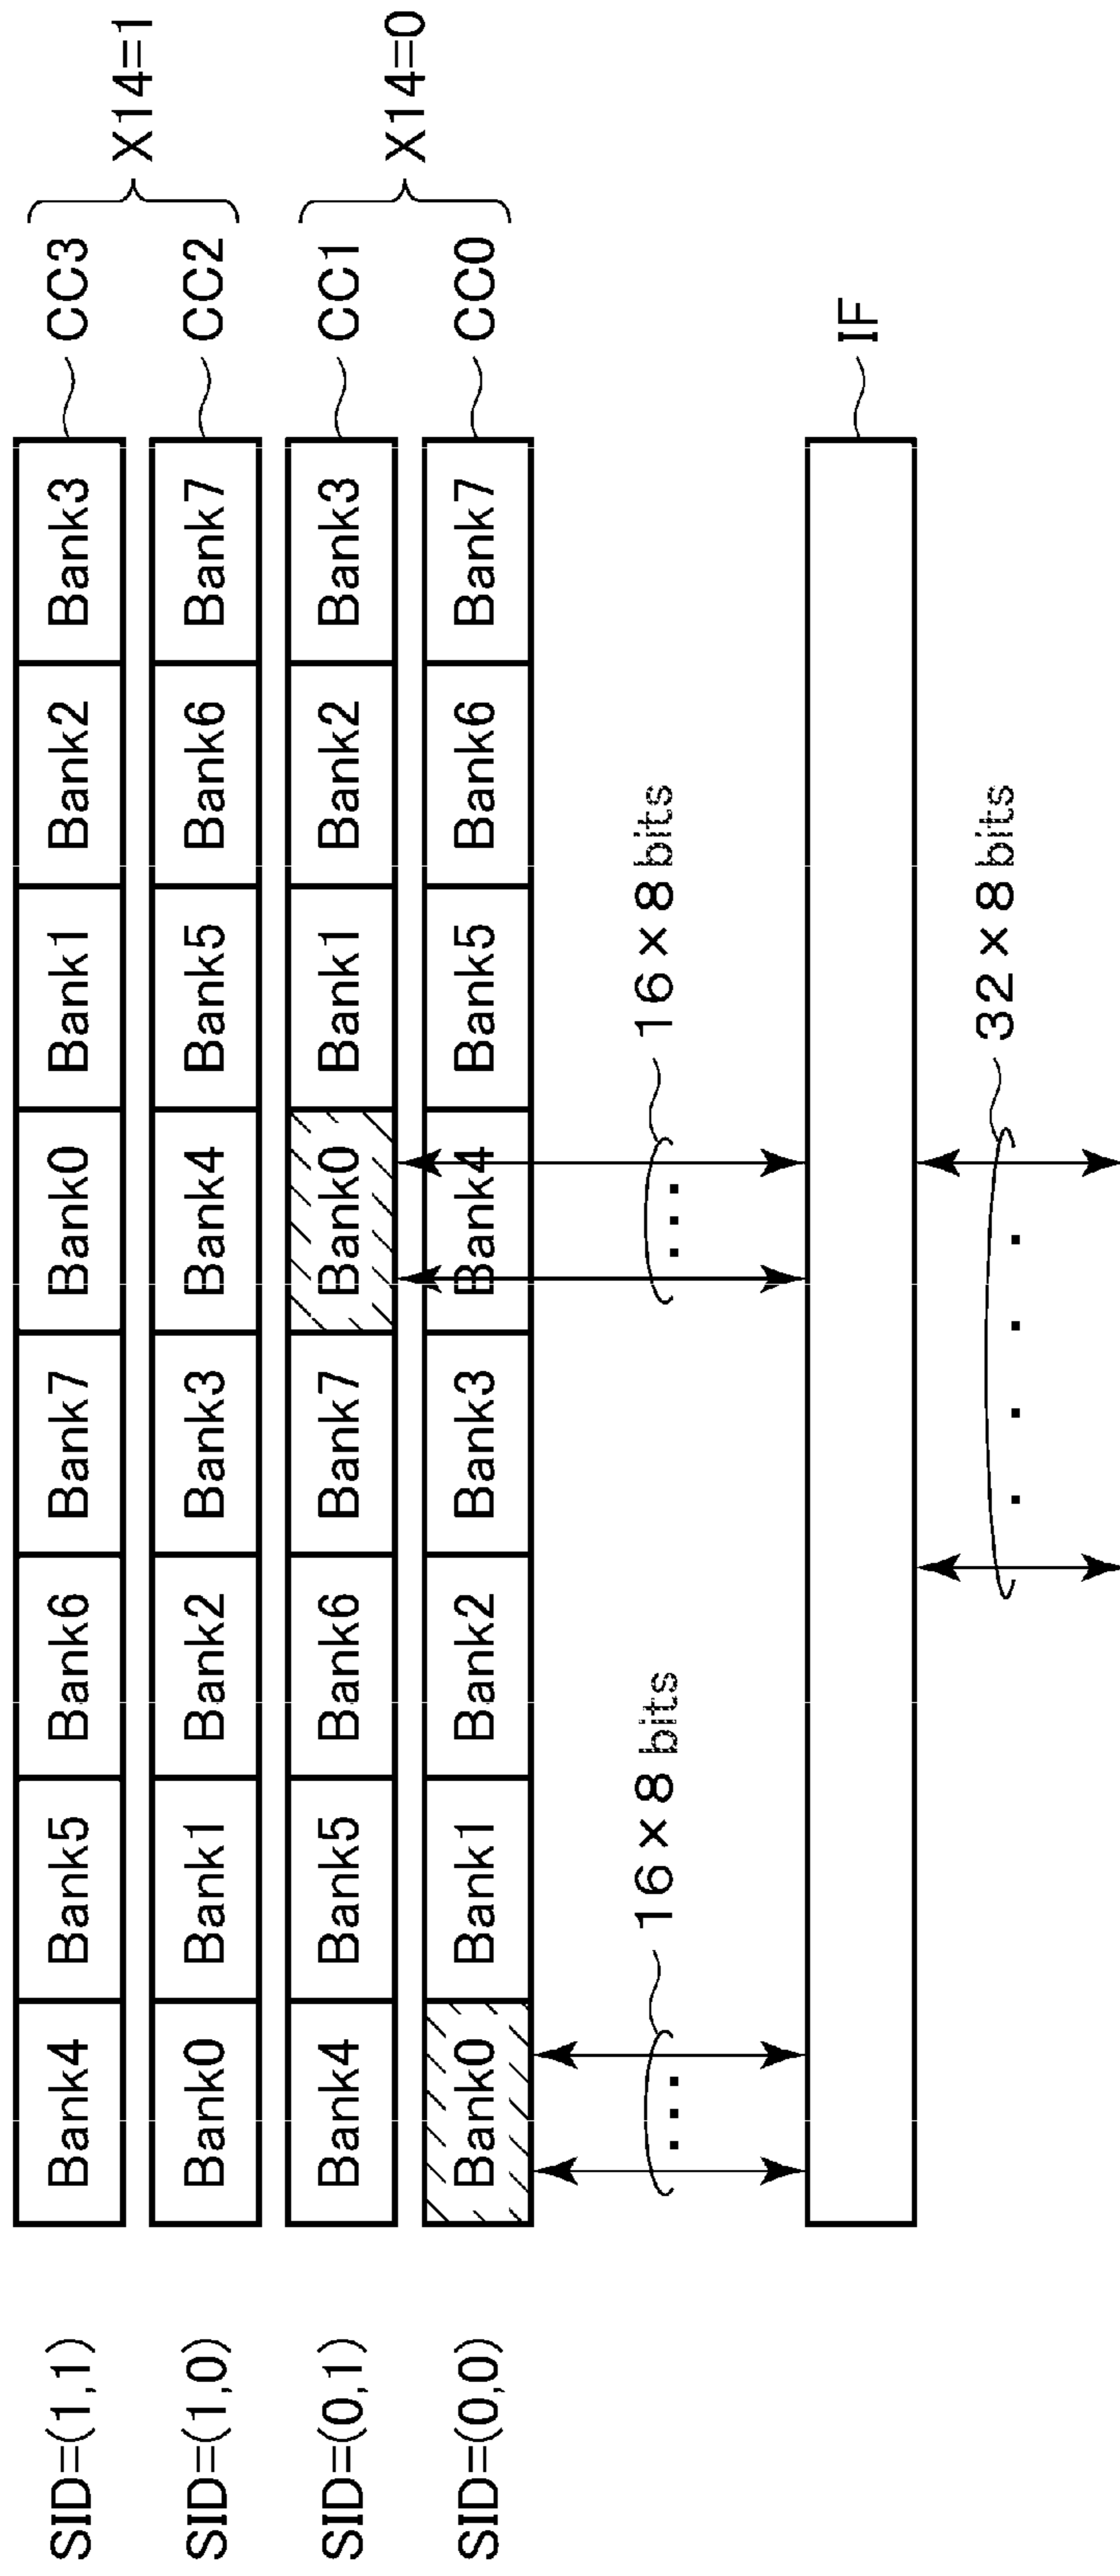 SID=(1,1) Bank4 Bank5 Bank6 Bank7 Bank0 Bank1 Bank2 Bank3 CC3
X14=1
SID=(1,0) Bank0 Bank1 Bank2 Bank3 Bank4 Bank5 Bank6 Bank7 CC2
SID=(0,1) Bank4 Bank5 Bank6 Bank7 Bank0 Bank1 Bank2 Bank3 CC1
X14=0
SID=(0,0) Bank0 Bank1 Bank2 Bank3 Bank4 Bank5 Bank6 Bank7 CC0
16×8 bits 16×8 bits
IF
32×8 bits